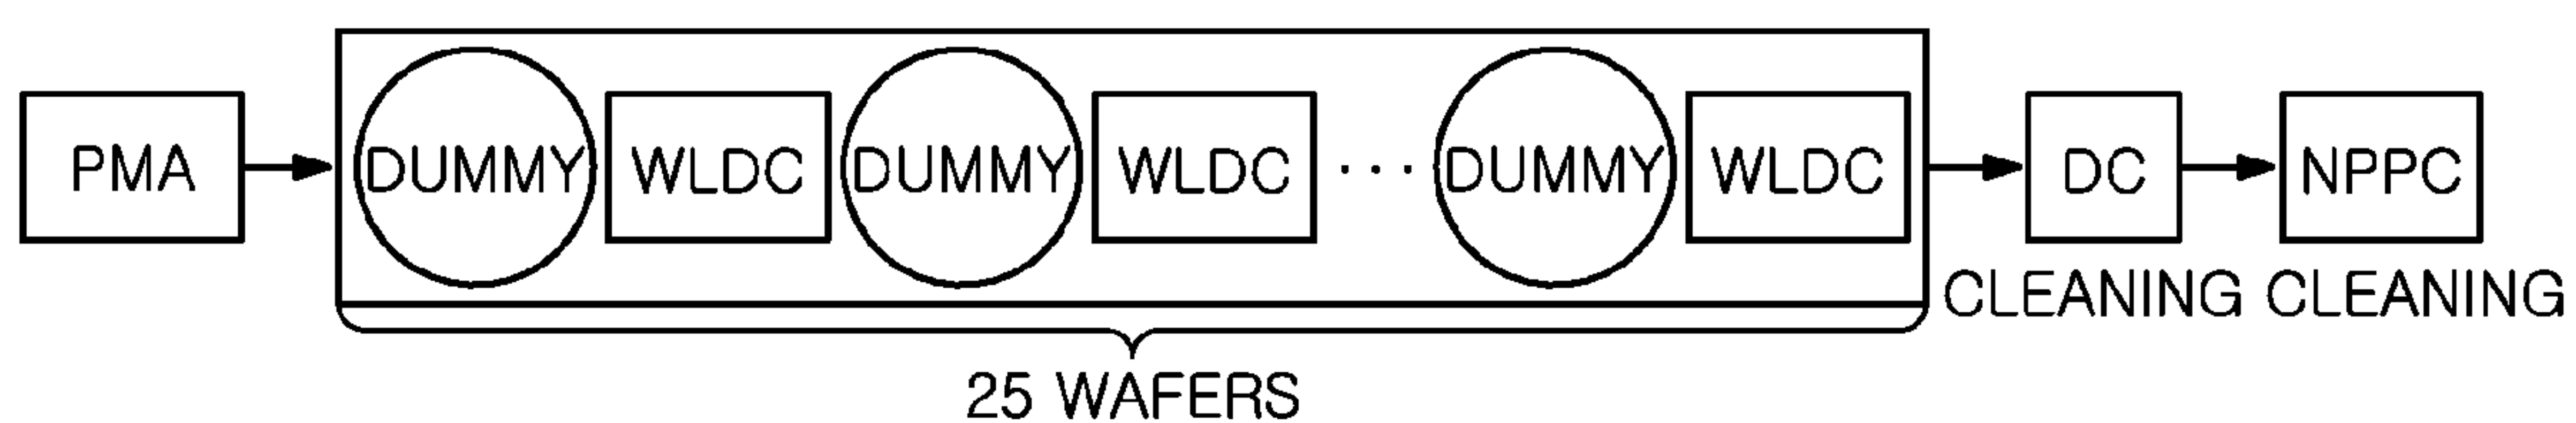 PMA DUMMY WLDC DUMMY WLDC ··· DUMMY WLDC DC NPPC
CLEANING CLEANING
25 WAFERS